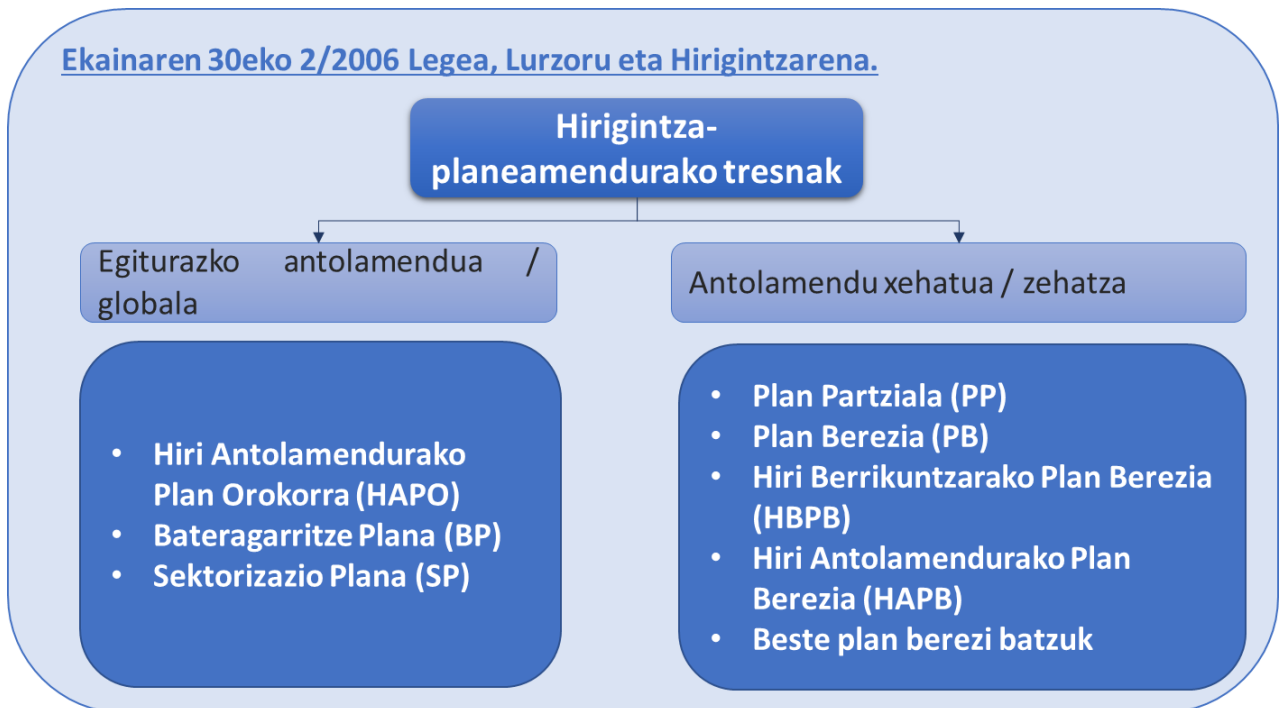 Ekainaren 30eko 2/2006 Legea, Lurzoru eta Hirigintzarena.
Hirigintza-
planeamendurako tresnak
Egiturazko antolamendua /
globala
• Hiri Antolamendurako
Plan Orokorra (HAPO)
• Bateragarritze Plana (BP)
• Sektorizazio Plana (SP)
Antolamendu xehatua / zehatza
• Plan Partziala (PP)
• Plan Berezia (PB)
• Hiri Berrikuntzarako Plan Berezia
(HBPB)
• Hiri Antolamendurako Plan
Berezia (HAPB)
• Beste plan berezi batzuk